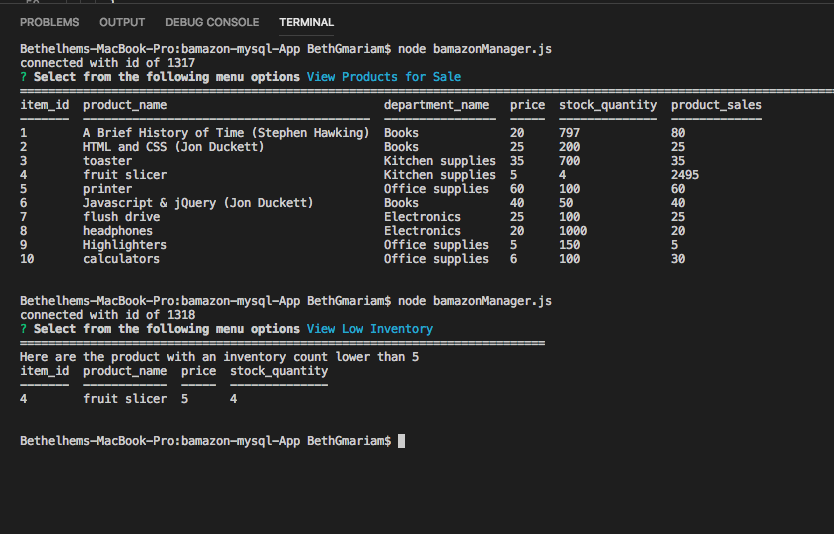 PROBLEMS OUTPUT DEBUG CONSOLE TERMINAL
Bethelhems-MacBook-Pro:bamazon-mysql-App BethGmariam$ node bamazonManager.js
connected with id of 1317
? Select from the following menu options View Products for Sale
item_id product_name department_name price stock_quantity product_sales
1 A Brief History of Time (Stephen Hawking) Books 20 797 80
2 HTML and CSS (Jon Duckett) Books 25 200 25
3 toaster Kitchen supplies 35 700 35
4 fruit slicer Kitchen supplies 5 4 2495
5 printer Office supplies 60 100 60
6 Javascript & jQuery (Jon Duckett) Books 40 50 40
7 flush drive Electronics 25 100 25
8 headphones Electronics 20 1000 20
9 Highlighters Office supplies 5 150 5
10 calculators Office supplies 6 100 30
Bethelhems-MacBook-Pro:bamazon-mysql-App BethGmariam$ node bamazonManager.js
connected with id of 1318
? Select from the following menu options View Low Inventory
Here are the product with an inventory count lower than 5
item_id product_name price stock_quantity
4 fruit slicer 5 4
Bethelhems-MacBook-Pro:bamazon-mysql-App BethGmariam$